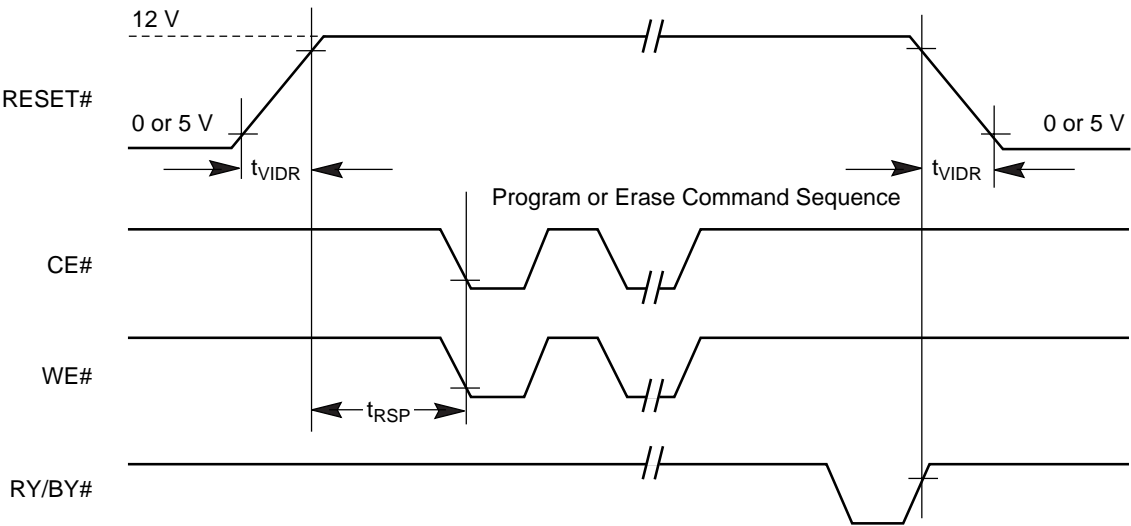 12 V
RESET#
0 or 5 V
0 or 5 V
tVIDR
tVIDR
Program or Erase Command Sequence
CE#
WE#
tRSP
RY/BY#